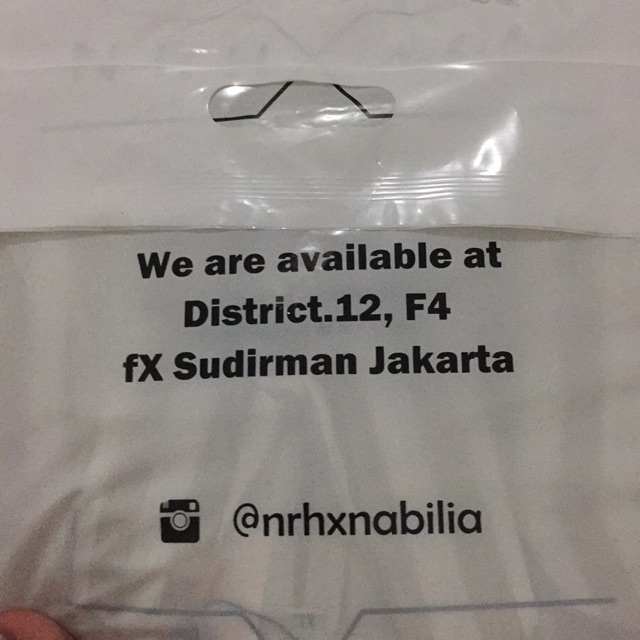 We are available at
District.12, F4
fX Sudirman Jakarta
@nrhxnabilia